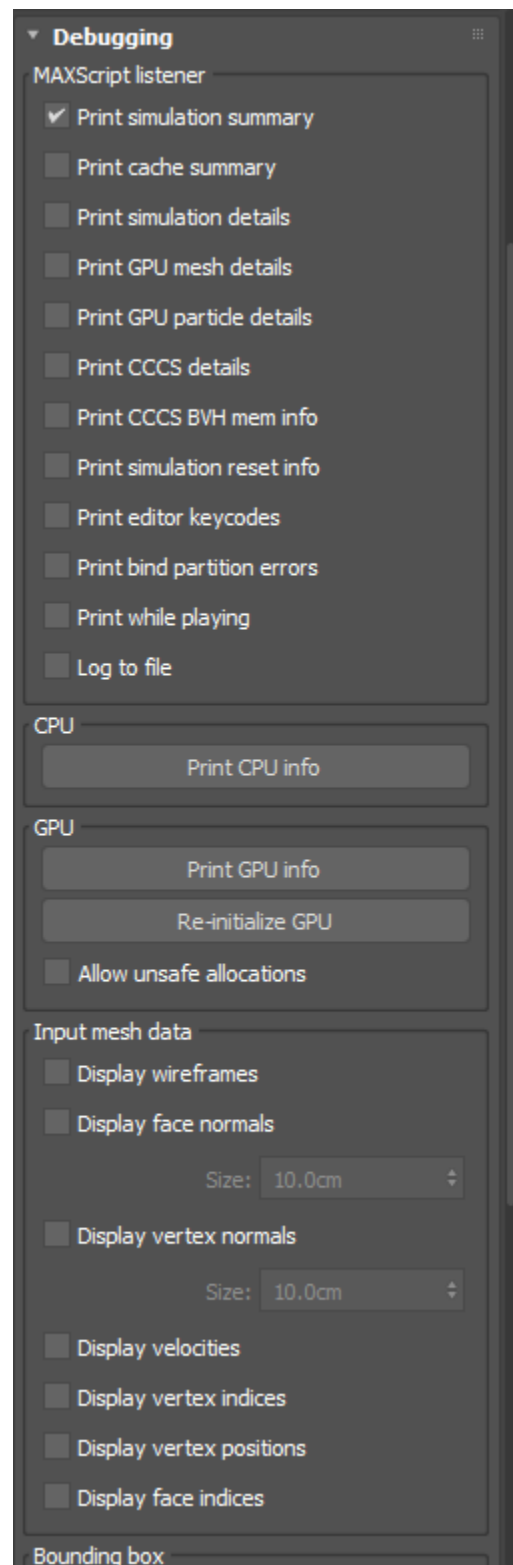 Debugging
MAXScript listener
Print simulation summary
Print cache summary
Print simulation details
Print GPU mesh details
Print GPU particle details
Print CCCS details
Print CCCS BVH mem info
Print simulation reset info
Print editor keycodes
Print bind partition errors
Print while playing
Log to file
CPU
Print CPU info
GPU
Print GPU info
Re-initialize GPU
Allow unsafe allocations
Input mesh data
Display wireframes
Display face normals
Size: 10.0cm
Display vertex normals
Size: 10.0cm
Display velocities
Display vertex indices
Display vertex positions
Display face indices
Bounding box